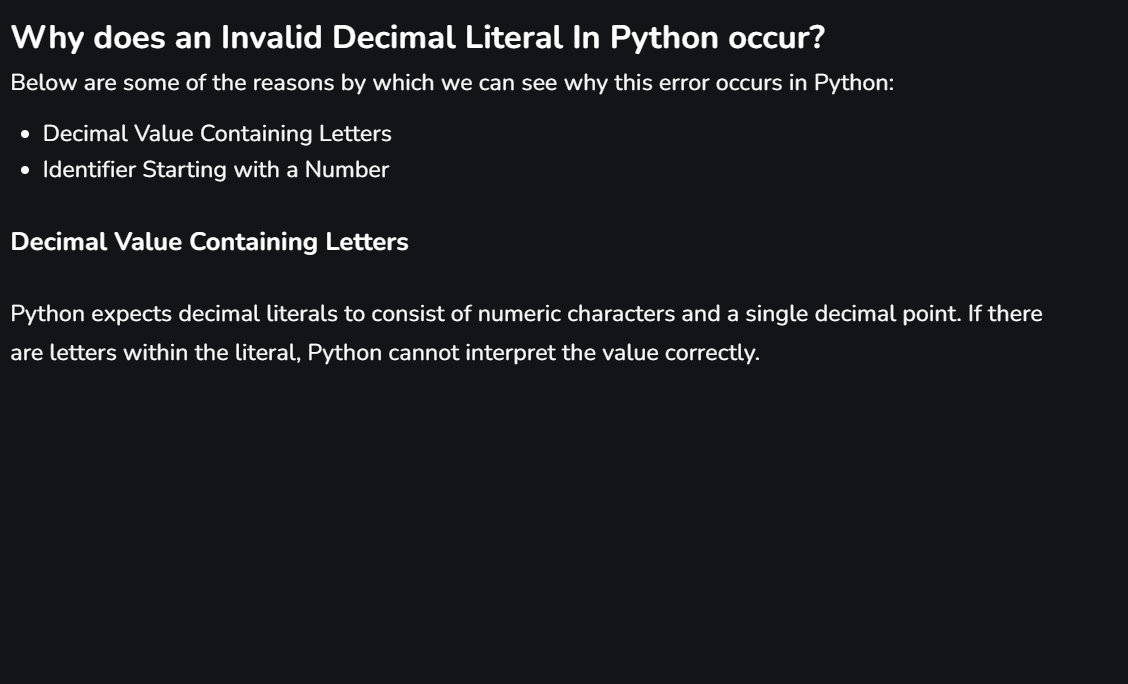 Why does an Invalid Decimal Literal In Python occur?
Below are some of the reasons by which we can see why this error occurs in Python:
• Decimal Value Containing Letters
• Identifier Starting with a Number
Decimal Value Containing Letters
Python expects decimal literals to consist of numeric characters and a single decimal point. If there
are letters within the literal, Python cannot interpret the value correctly.